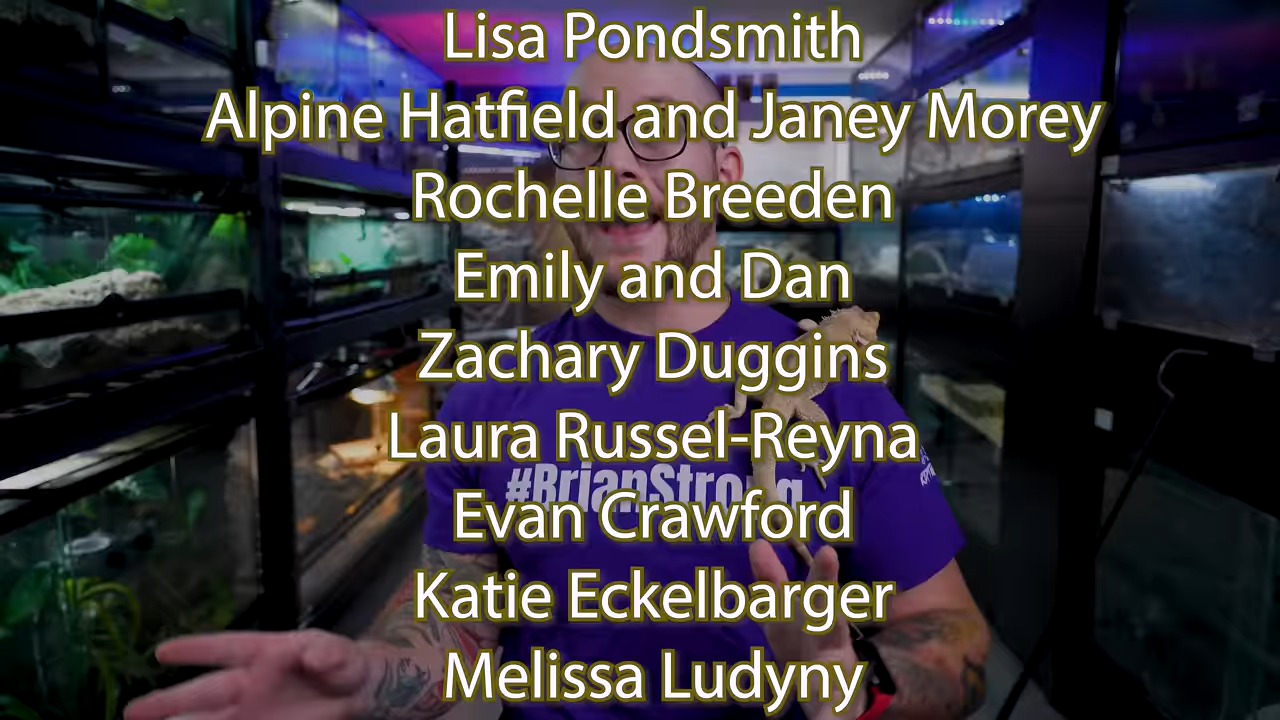 Lisa Pondsmith
Alpine Hatfield and Janey Morey
Rochelle Breeden
Emily and Dan
Zachary Duggins
Laura Russel-Reyna
#BrianStrong
Evan Crawford
Katie Eckelbarger
Melissa Ludyny